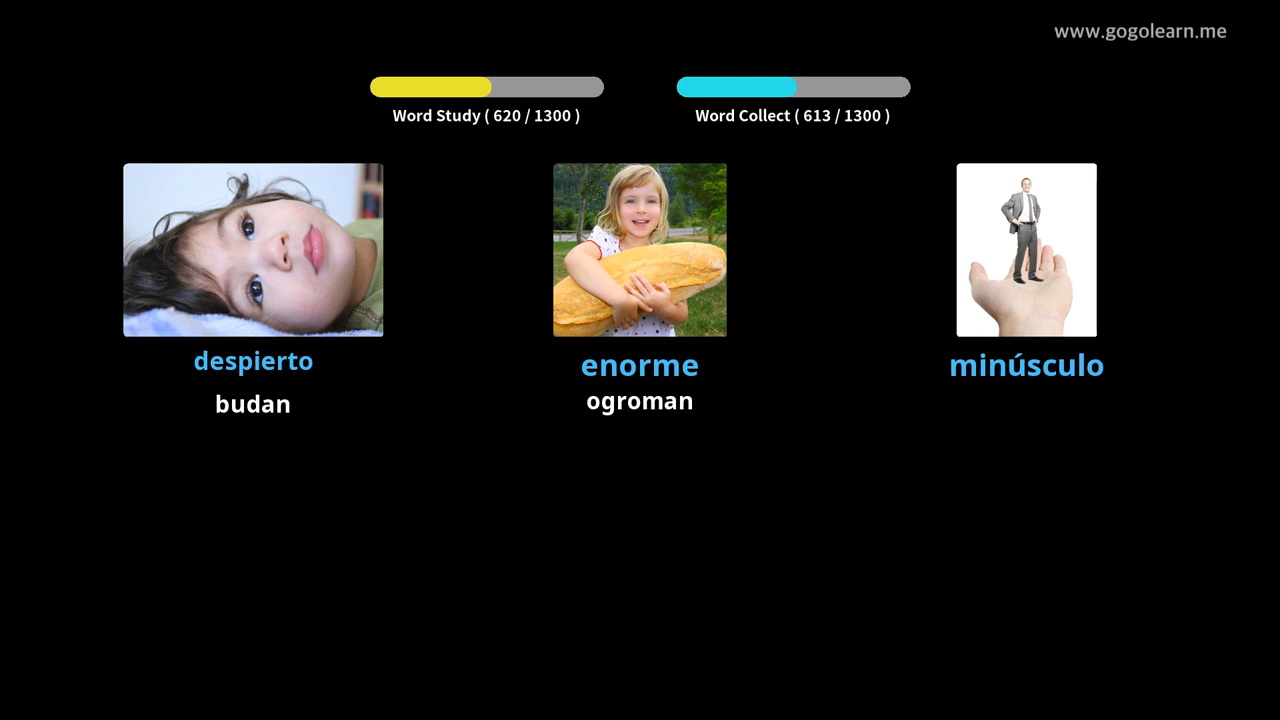 www.gogolearn.me
Word Study ( 620 / 1300 )
Word Collect ( 613 / 1300 )
despierto
enorme
minúsculo
budan
ogroman